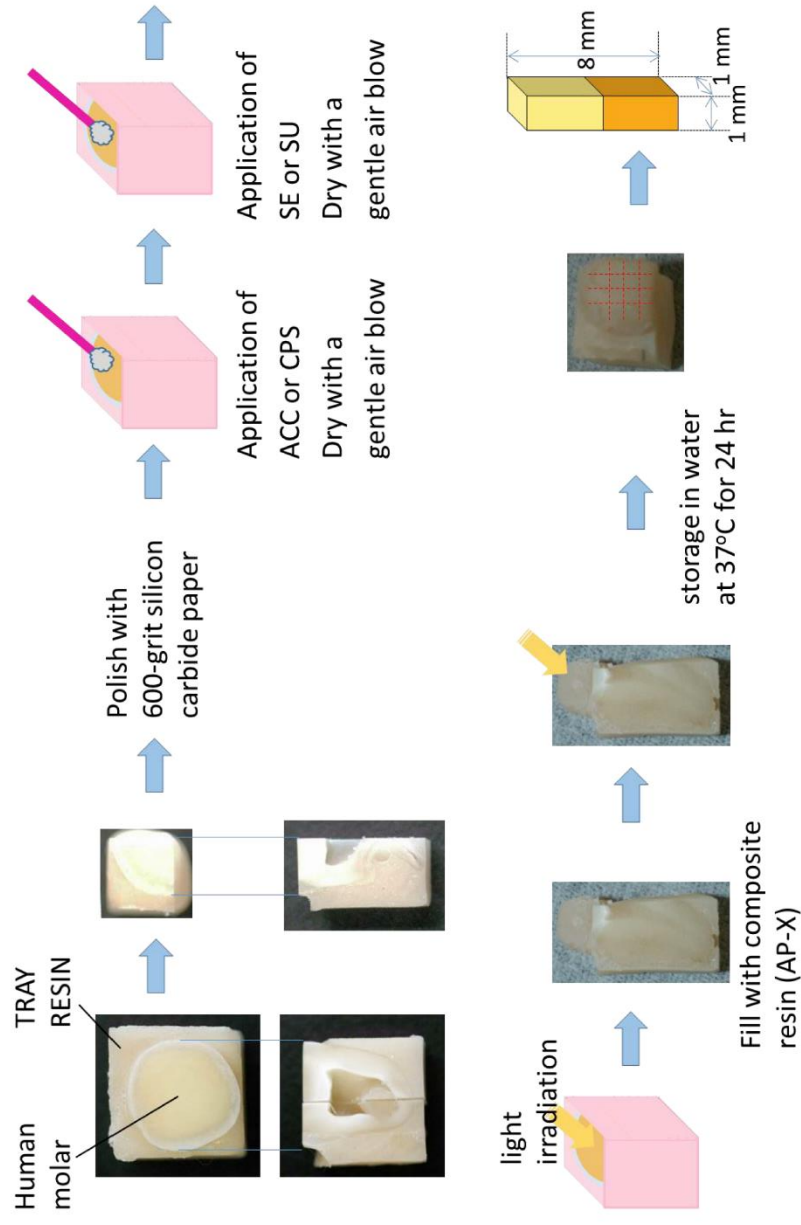 Human
molar
TRAY
RESIN
Polish with
600-grit silicon
carbide paper
Application of
ACC or CPS
Dry with a
gentle air blow
Application of
SE or SU
Dry with a
gentle air blow
light
irradiation
Fill with composite
resin (AP-X)
storage in water
at 37°C for 24 hr
8 mm
1 mm
1 mm